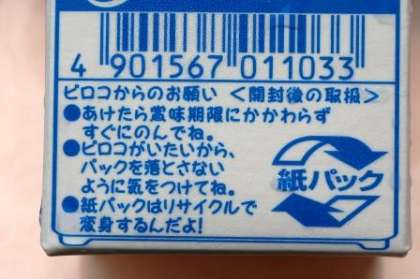 4 901567 011033
ピロコからのお願い <開封後の取扱>
●あけたら賞味期限にかかわらず
すぐにのんでね。
●ピロコがいたいから、
パックを落とさない
ように気をつけてね。
●紙パックはリサイクルで
変身するんだよ!
紙パック